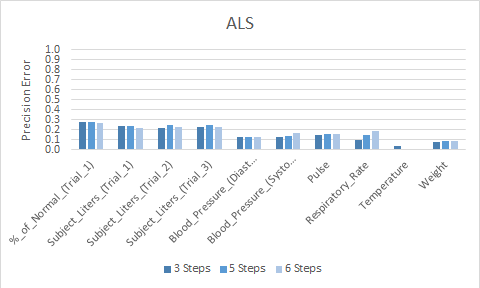 ALS
Precision Error
1.0
0.9
0.8
0.7
0.6
0.5
0.4
0.3
0.2
0.1
0.0
%_of_Normal_(Trial_1)
Subject_Liters_(Trial_1)
Subject_Liters_(Trial_2)
Subject_Liters_(Trial_3)
Blood_Pressure_(Diast...
Blood_Pressure_(Systo...
Pulse
Respiratory_Rate
Temperature
Weight
3 Steps 5 Steps 6 Steps